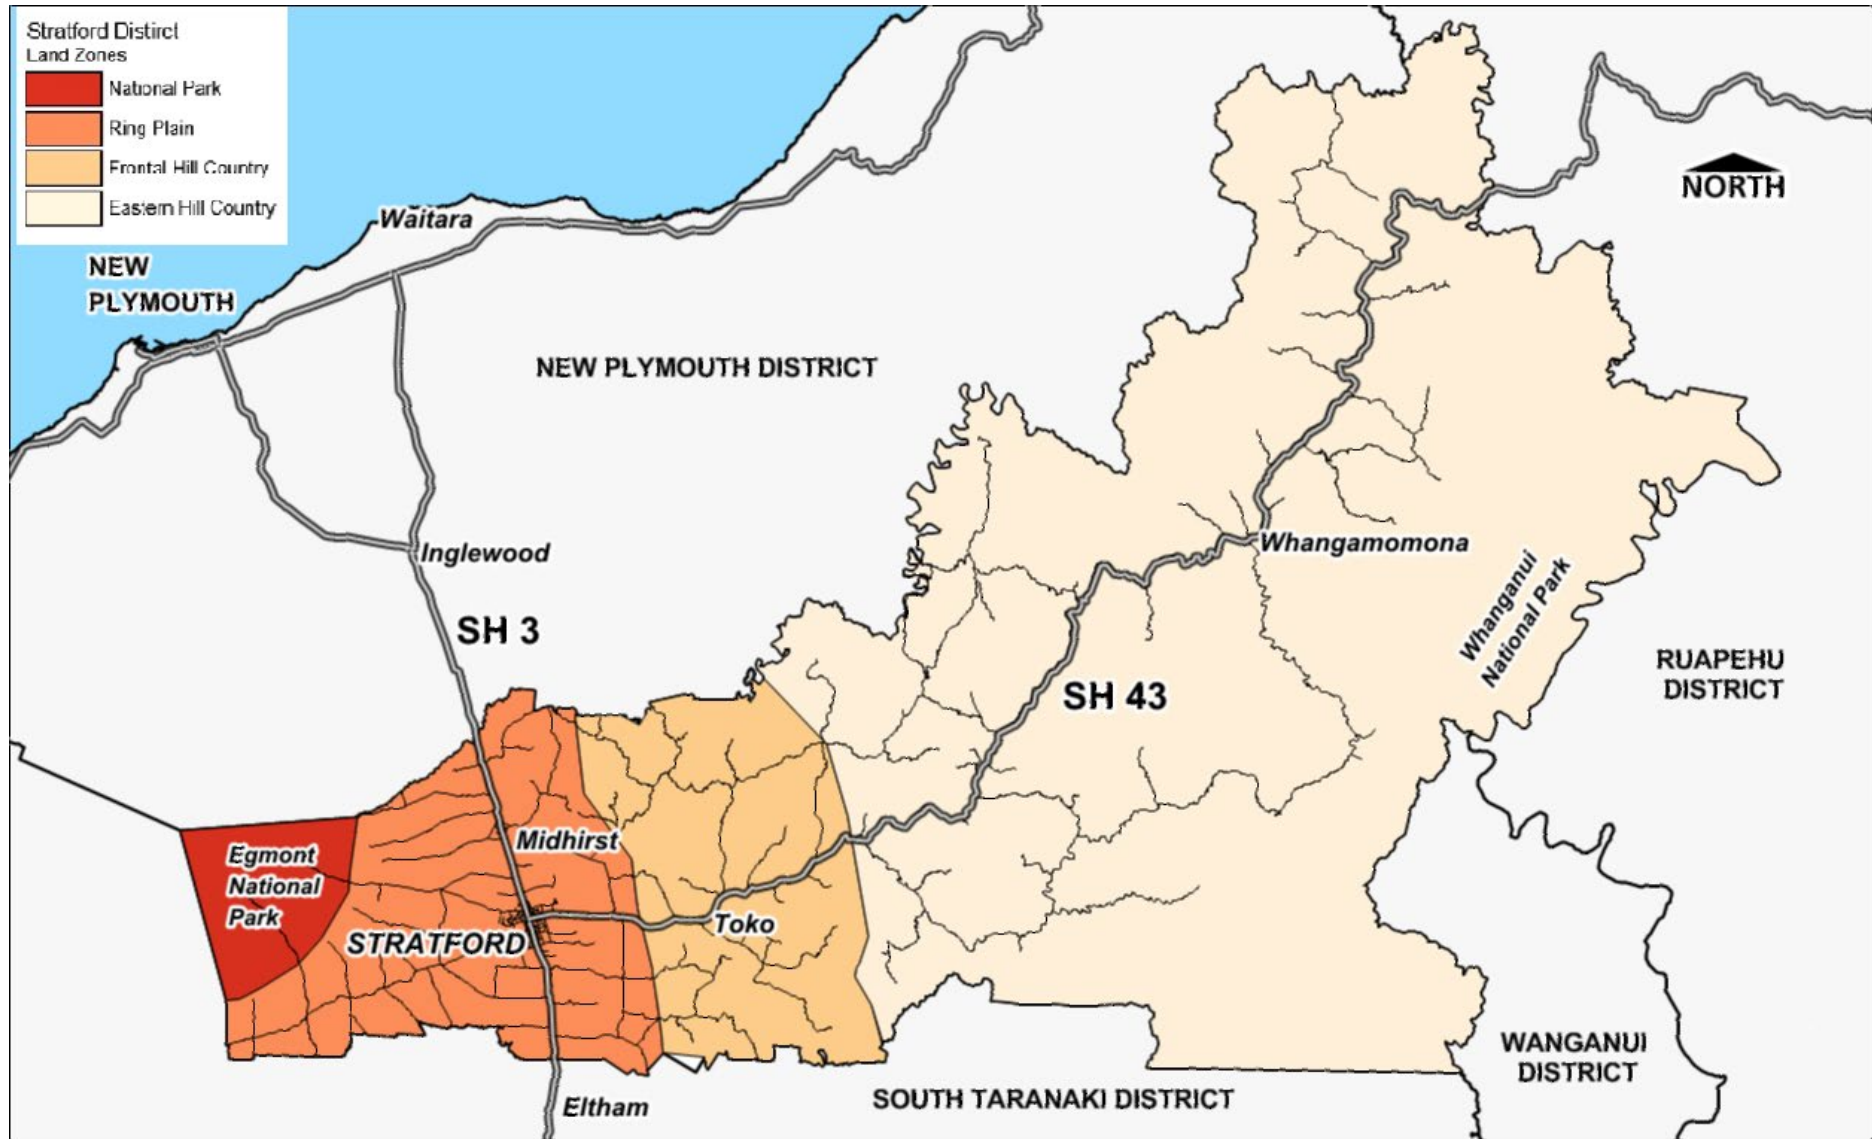 Stratford Distirct
Land Zones
National Park
Ring Plain
Frontal Hill Country
Eastern Hill Country
NORTH
Waitara
NEW
PLYMOUTH
NEW PLYMOUTH DISTRICT
Inglewood
Whangamomona
SH 3
Whanganui
National Park
RUAPEHU
DISTRICT
SH 43
Midhirst
Egmont
National
Park
Toko
STRATFORD
WANGANUI
DISTRICT
SOUTH TARANAKI DISTRICT
Eltham